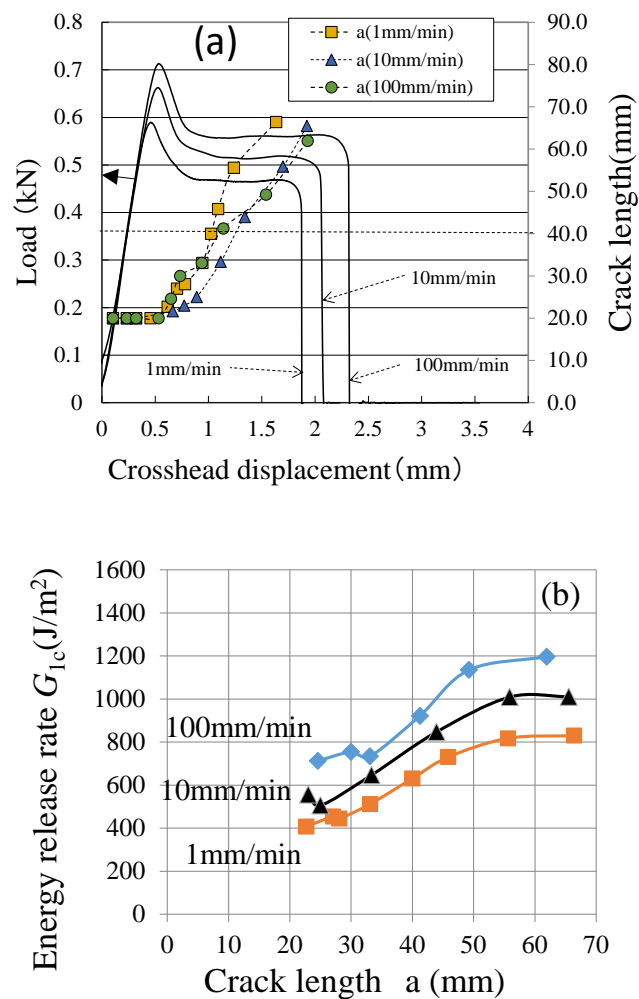 (a)
a(1mm/min)
a(10mm/min)
a(100mm/min)
0.8
0.7
0.6
0.5
0.4
0.3
0.2
0.1
0
Load (kN)
90.0
80.0
70.0
60.0
50.0
40.0
30.0
20.0
10.0
0.0
Crack length(mm)
10mm/min
1mm/min
100mm/min
0 0.5 1 1.5 2 2.5 3 3.5 4
Crosshead displacement(mm)
(b)
1600
1400
1200
1000
800
600
400
200
0
Energy release rate G1c(J/m²)
100mm/min
10mm/min
1mm/min
0 10 20 30 40 50 60 70
Crack length a (mm)